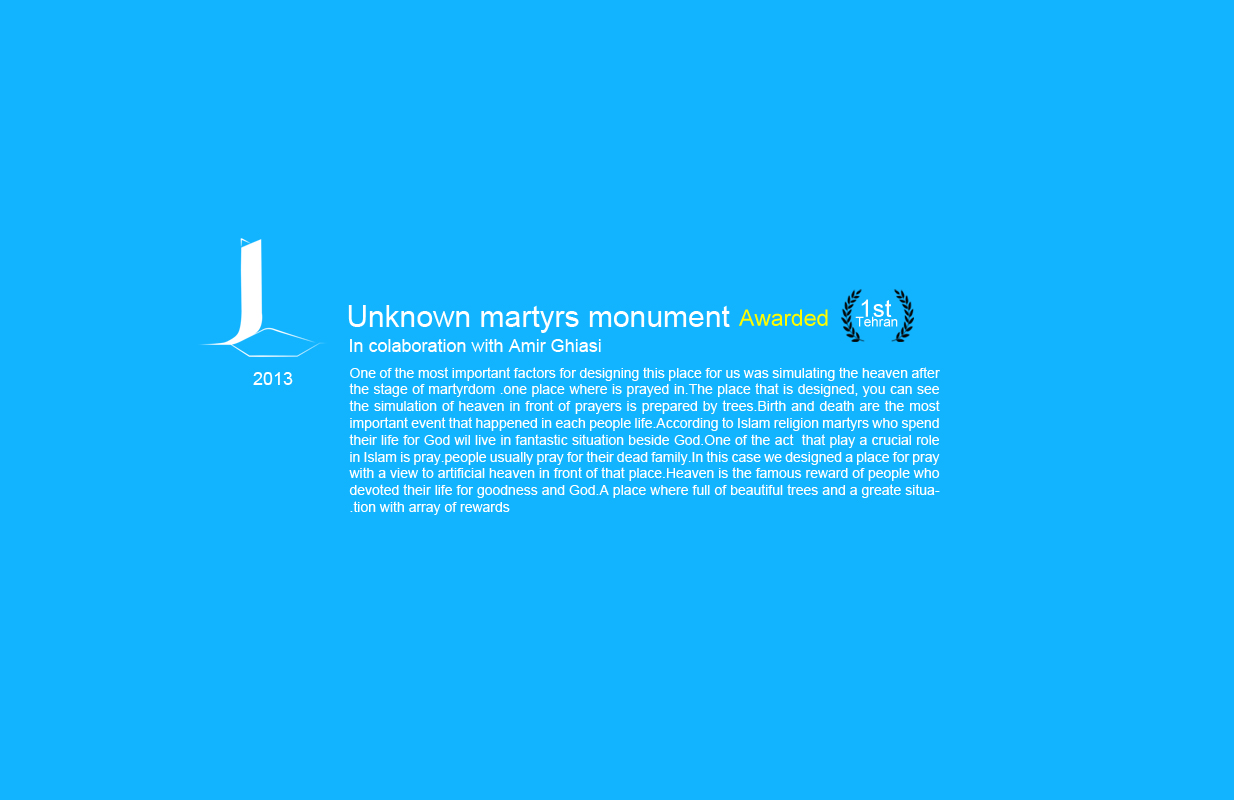 Unknown martyrs monument Awarded 1st Tehran
In colaboration with Amir Ghiasi
2013
One of the most important factors for designing this place for us was simulating the heaven after
the stage of martyrdom .one place where is prayed in.The place that is designed, you can see
the simulation of heaven in front of prayers is prepared by trees.Birth and death are the most
important event that happened in each people life.According to Islam religion martyrs who spend
their life for God wil live in fantastic situation beside God.One of the act  that play a crucial role
in Islam is pray.people usually pray for their dead family.In this case we designed a place for pray
with a view to artificial heaven in front of that place.Heaven is the famous reward of people who
devoted their life for goodness and God.A place where full of beautiful trees and a greate situa-
.tion with array of rewards